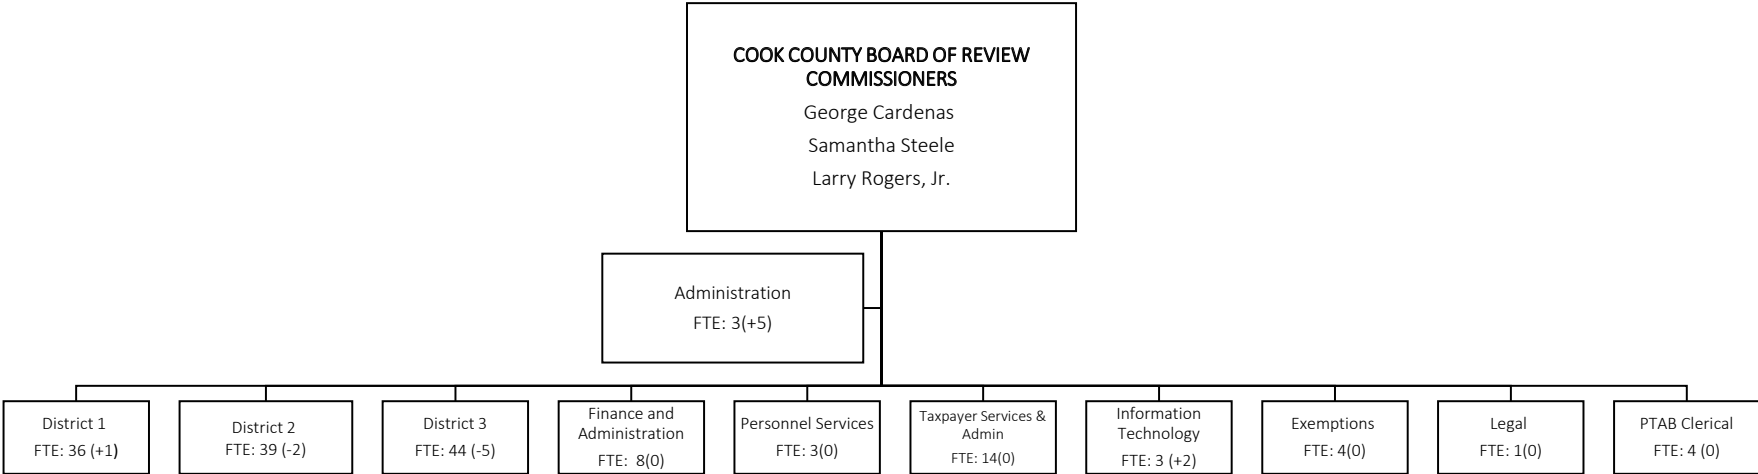 COOK COUNTY BOARD OF REVIEW
COMMISSIONERS
George Cardenas
Samantha Steele
Larry Rogers, Jr.
Administration
FTE: 3(+5)
District 1
FTE: 36 (+1)
District 2
FTE: 39 (-2)
District 3
FTE: 44 (-5)
Finance and
Administration
FTE: 8(0)
Personnel Services
FTE: 3(0)
Taxpayer Services &
Admin
FTE: 14(0)
Information
Technology
FTE: 3 (+2)
Exemptions
FTE: 4(0)
Legal
FTE: 1(0)
PTAB Clerical
FTE: 4 (0)